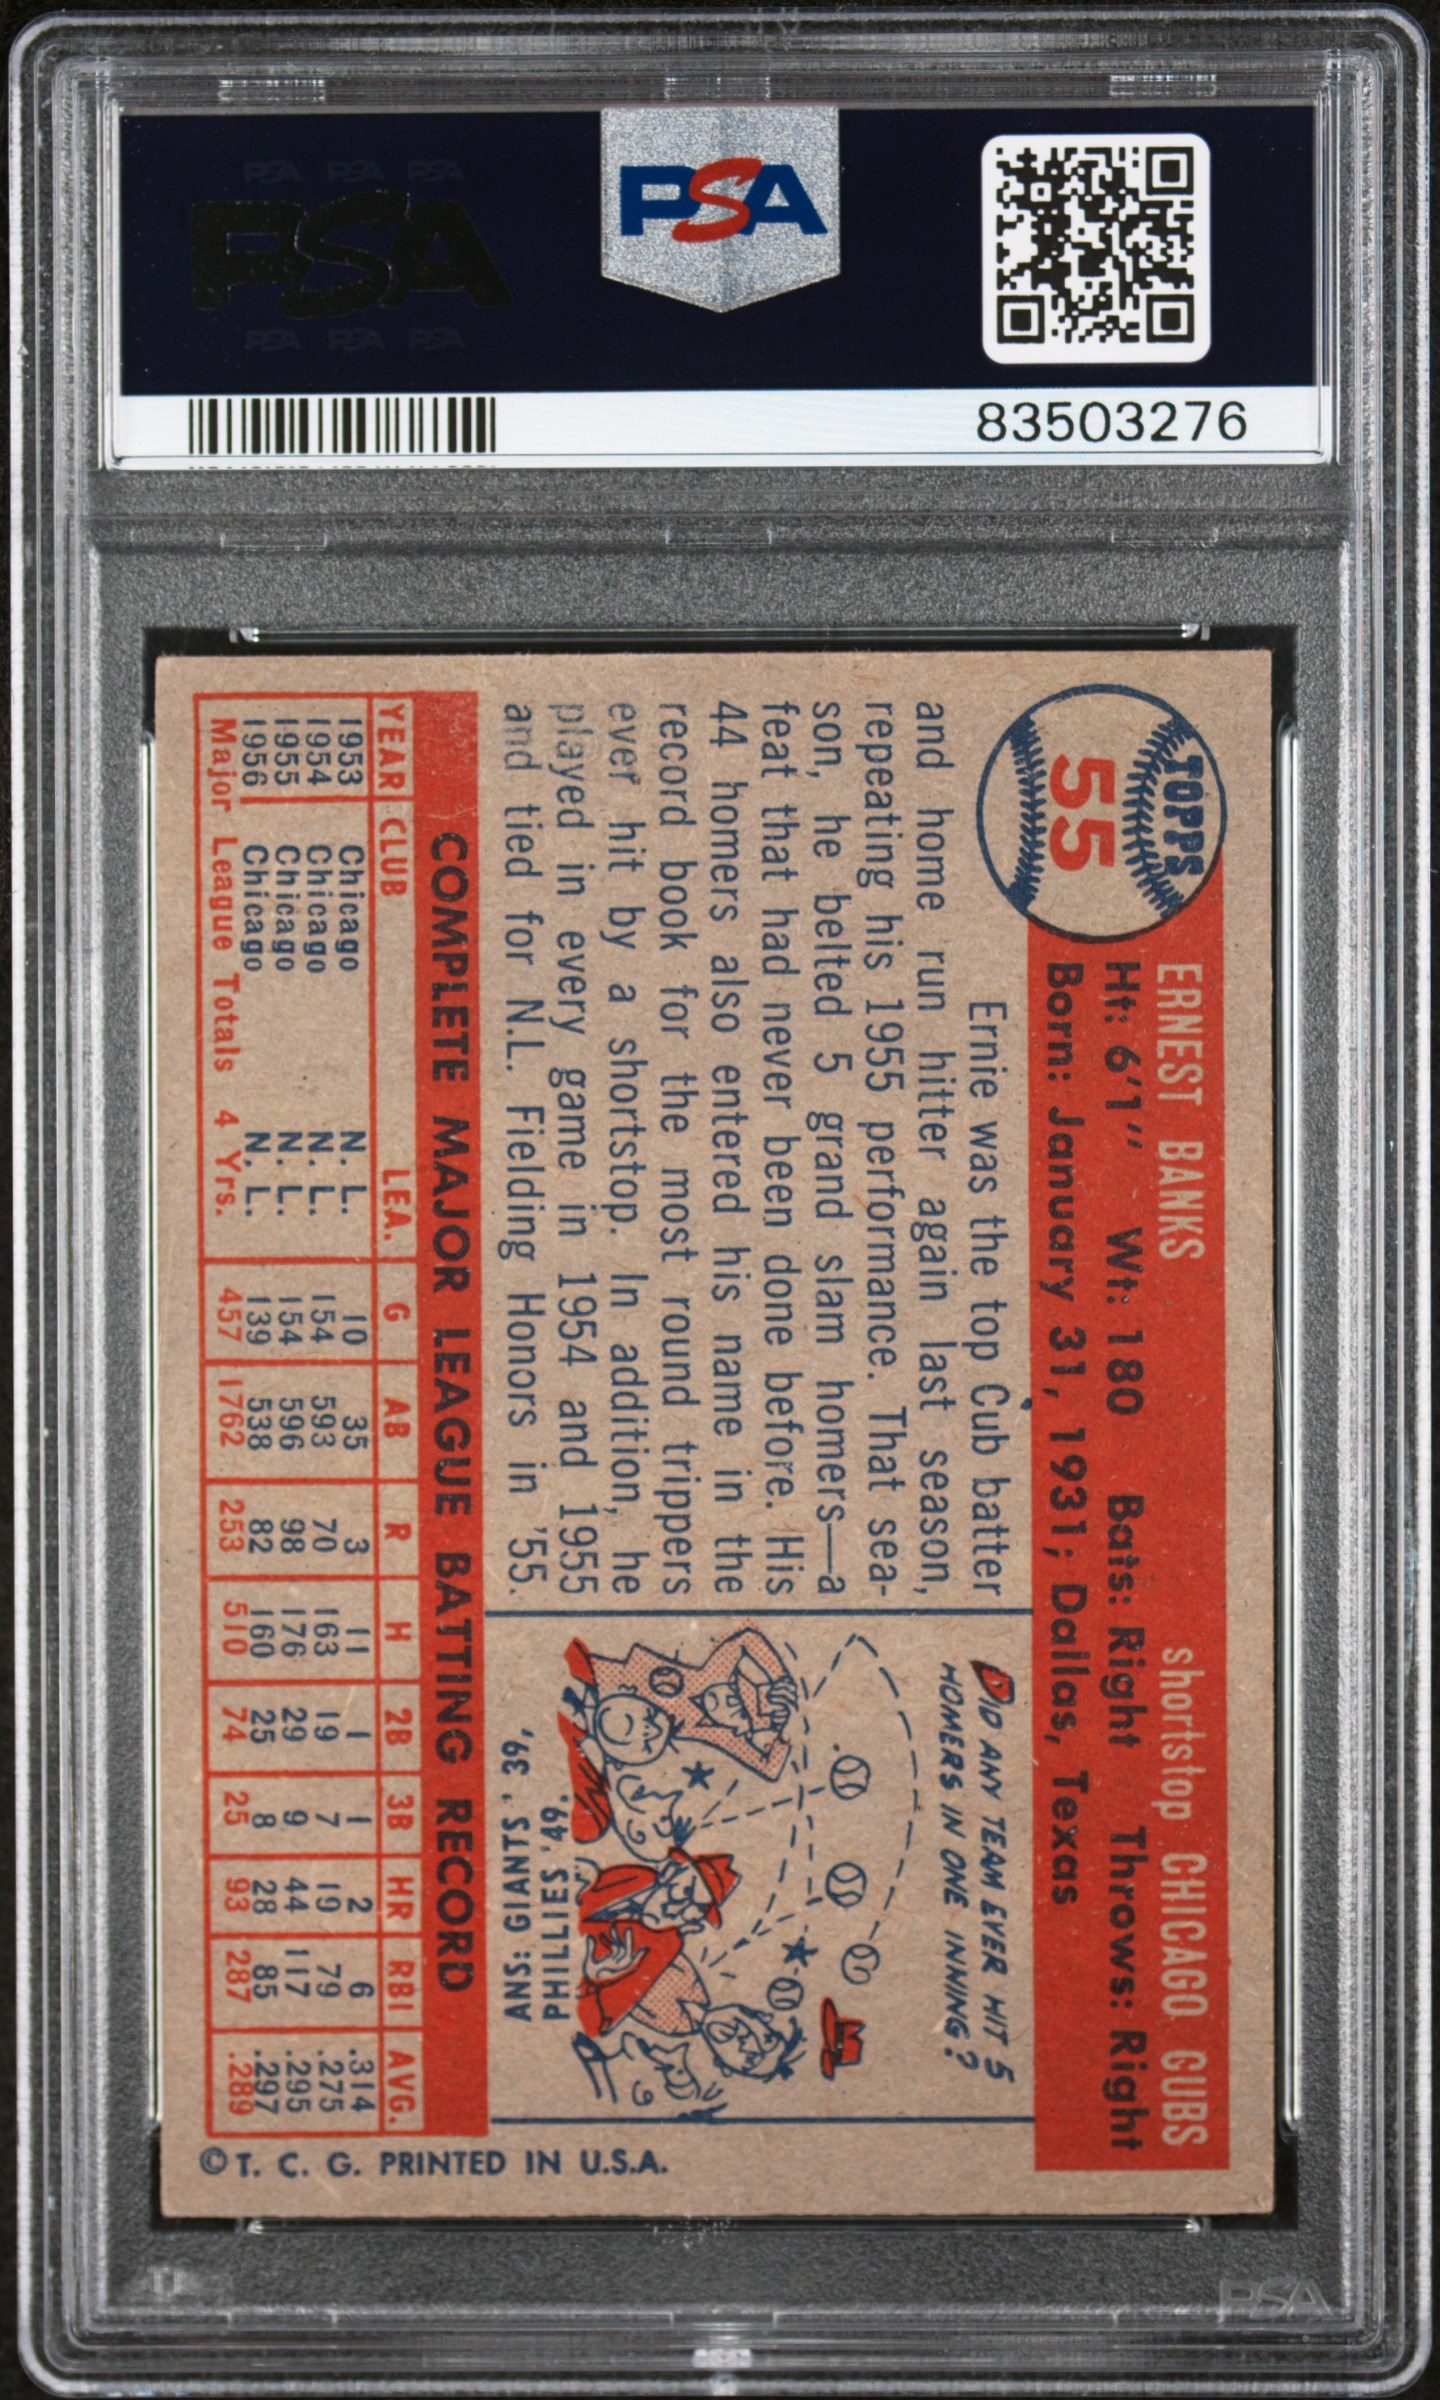 PSA PSA PSA
PSA
PSA PSA PSA
PSA
83503276
TOPPS
55
ERNEST BANKS shortstop CHICAGO CUBS
Ht: 6'1" Wt: 180 Bats: Right Throws: Right
Born: January 31, 1931; Dallas, Texas
Ernie was the top Cub batter
and home run hitter again last season,
repeating his 1955 performance. That sea-
son, he belted 5 grand slam homers—a
feat that had never been done before. His
44 homers also entered his name in the
record book for the most round trippers
ever hit by a shortstop. In addition, he
played in every game in 1954 and 1955
and tied for N.L. Fielding Honors in '55.
DID ANY TEAM EVER HIT 5
HOMERS IN ONE INNING?
ANS: GIANTS, '39,
PHILLIES '49.
COMPLETE MAJOR LEAGUE BATTING RECORD
YEAR CLUB LEA. G AB R H 2B 3B HR RBI AVG.
1953 Chicago N. L. 10 35 3 11 1 1 2 6 .314
1954 Chicago N. L. 154 593 70 163 19 7 19 79 .275
1955 Chicago N. L. 154 596 98 176 29 9 44 117 .295
1956 Chicago N. L. 139 538 82 160 25 8 28 85 .297
Major League Totals 4 Yrs. 457 1762 253 510 74 25 93 287 .289
© T. C. G. PRINTED IN U.S.A.
PSA